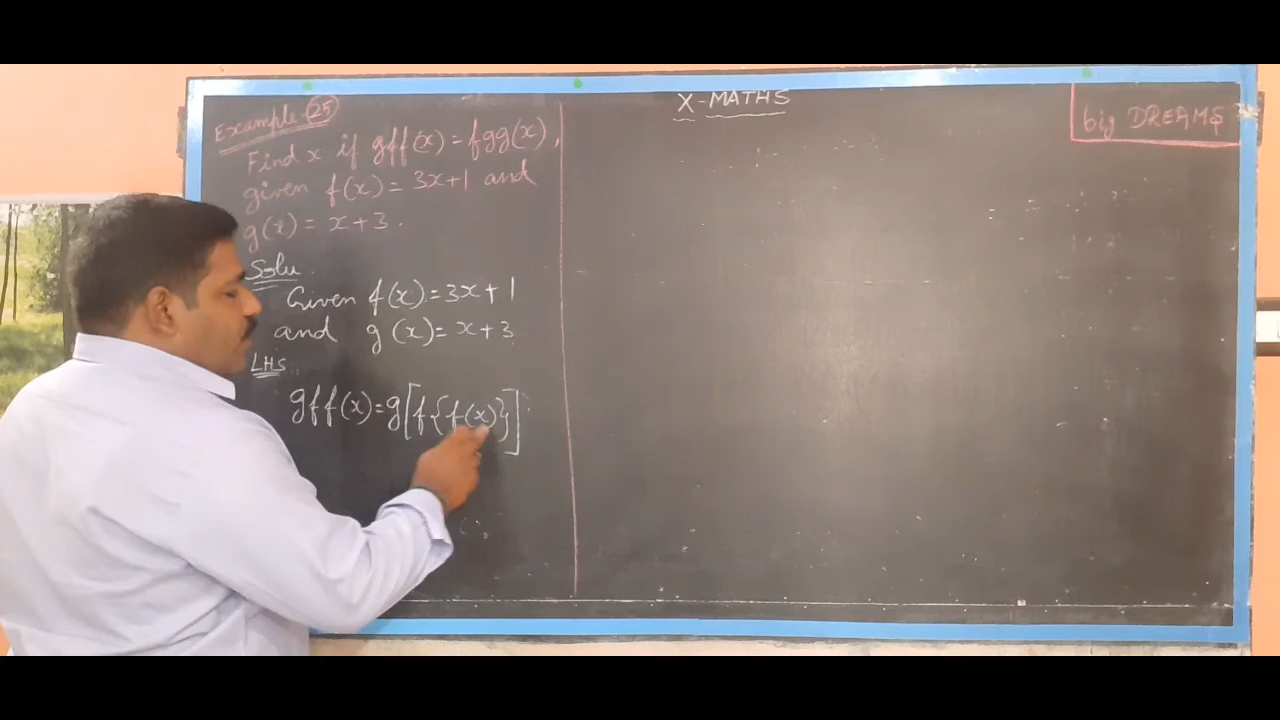 X-MATHS
big DREAMS
Example-25
Find x if gff(x)=fgg(x),
given f(x)=3x+1 and
g(x)=x+3.
Solu
Given f(x)=3x+1
and g(x)=x+3
LHS
gff(x)=g[f{f(x)}]